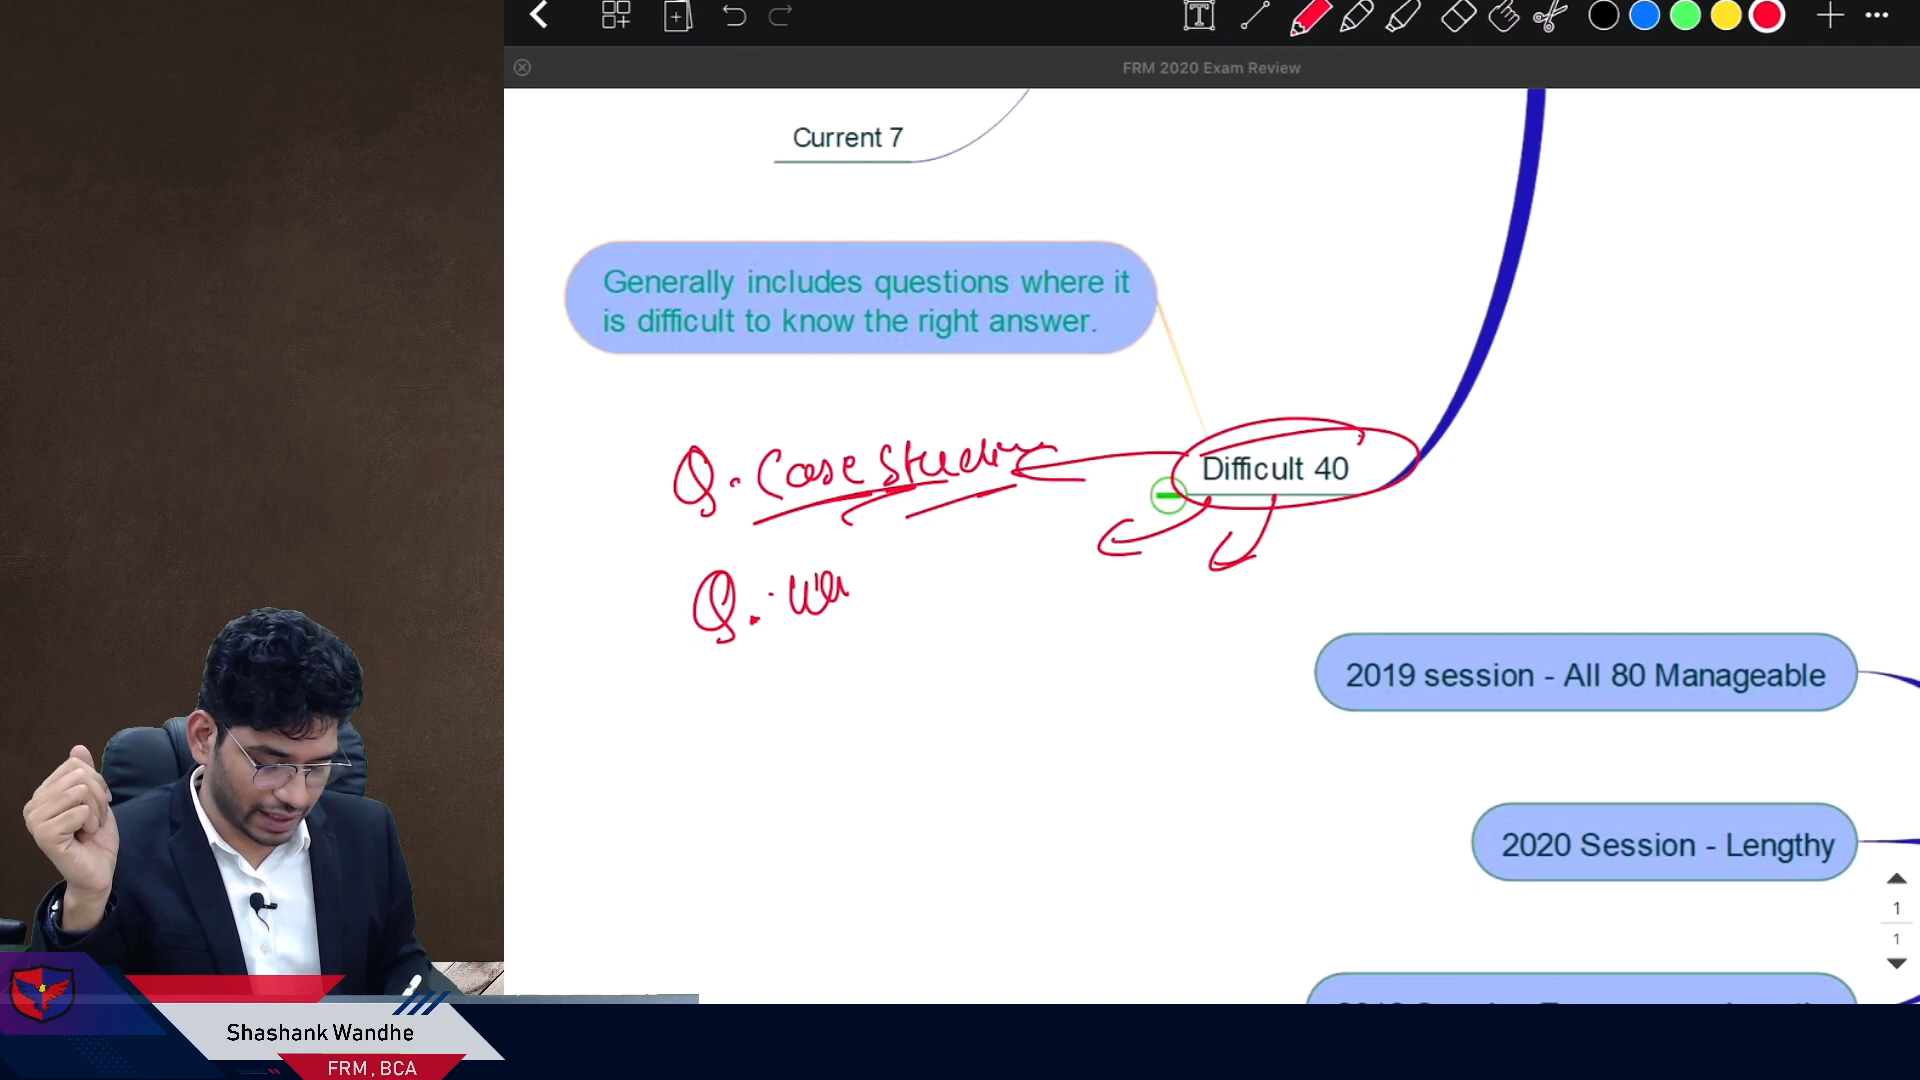 FRM 2020 Exam Review
Current 7
Generally includes questions where it
is difficult to know the right answer.
Q. Case Studies
Difficult 40
Q.
2019 session - All 80 Manageable
2020 Session - Lengthy
1
1
Shashank Wandhe
FRM, BCA